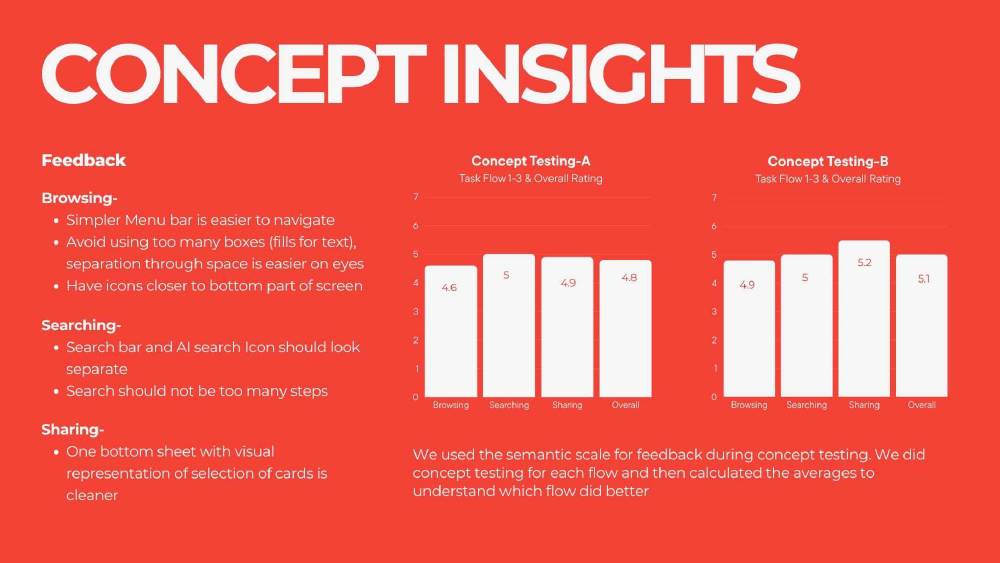 CONCEPT INSIGHTS
Feedback
Browsing-
• Simpler Menu bar is easier to navigate
• Avoid using too many boxes (fills for text),
separation through space is easier on eyes
• Have icons closer to bottom part of screen
Searching-
• Search bar and AI search Icon should look
separate
• Search should not be too many steps
Sharing-
• One bottom sheet with visual
representation of selection of cards is
cleaner
Concept Testing-A
Task Flow 1-3 & Overall Rating
7
6
5
4
3
2
1
0
4.6
5
4.9
4.8
Browsing
Searching
Sharing
Overall
Concept Testing-B
Task Flow 1-3 & Overall Rating
7
6
5
4
3
2
1
0
4.9
5
5.2
5.1
Browsing
Searching
Sharing
Overall
We used the semantic scale for feedback during concept testing. We did
concept testing for each flow and then calculated the averages to
understand which flow did better